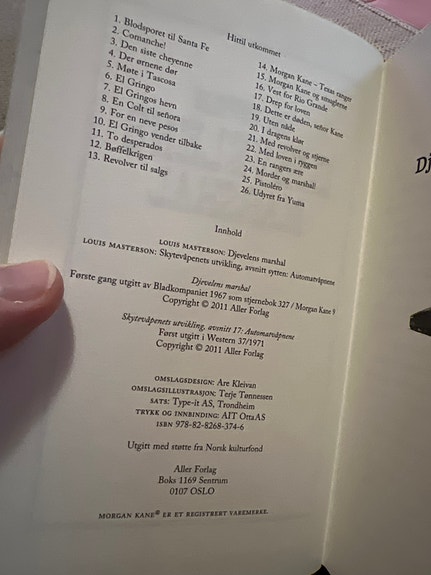 Hittil utkommet
1. Blodsporet til Santa Fe
2. Comanche!
3. Den siste cheyenne
4. Der ørnene dør
5. Møte i Tascosa
6. El Gringo
7. El Gringos hevn
8. En Colt til señora
9. For en neve pesos
10. El Gringo vender tilbake
11. To desperados
12. Bøffelkrigen
13. Revolver til salgs
14. Morgan Kane – Texas ranger
15. Morgan Kane og smuglerne
16. Vest for Rio Grande
17. Drep for loven
18. Dette er døden, señor Kane
19. Uten nåde
20. I dragens klør
21. Med revolver og stjerne
22. Med loven i ryggen
23. En rangers ære
24. Morder og marshal!
25. Pistoléro
26. Udyret fra Yuma
Innhold
LOUIS MASTERSON: Djevelens marshal
LOUIS MASTERSON: Skytevåpenets utvikling, avsnitt sytten: Automatvåpnene
Djevelens marshal
Første gang utgitt av Bladkompaniet 1967 som stjernebok 327 / Morgan Kane 9
Copyright © 2011 Aller Forlag
Skytevåpenets utvikling, avsnitt 17: Automatvåpnene
Først utgitt i Western 37/1971
Copyright © 2011 Aller Forlag
OMSLAGSDESIGN: Are Kleivan
OMSLAGSILLUSTRASJON: Terje Tønnessen
SATS: Type-it AS, Trondheim
TRYKK OG INNBINDING: AIT Otta AS
ISBN 978-82-8268-374-6
Utgitt med støtte fra Norsk kulturfond
Aller Forlag
Boks 1169 Sentrum
0107 OSLO
MORGAN KANE® ER ET REGISTRERT VAREMERKE.
Dj